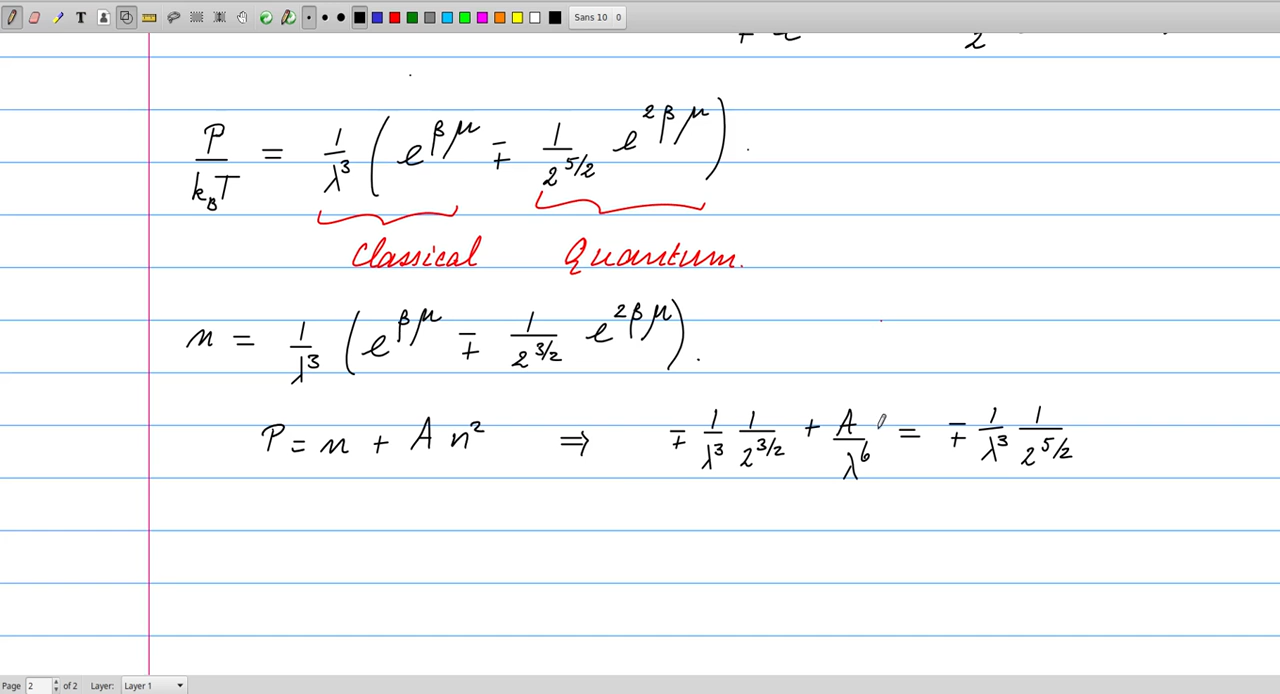 Sans 10 0
P/(k_B T) = 1/λ³ ( e^{βμ} ∓ 1/2^{5/2} e^{2βμ} ) .
Classical Quantum.
n = 1/λ³ ( e^{βμ} ∓ 1/2^{3/2} e^{2βμ} ) .
P = n + A n² ⇒ ∓ 1/λ³ 1/2^{3/2} + A/λ⁶ = ∓ 1/λ³ 1/2^{5/2}
Page 2 of 2 Layer: Layer 1